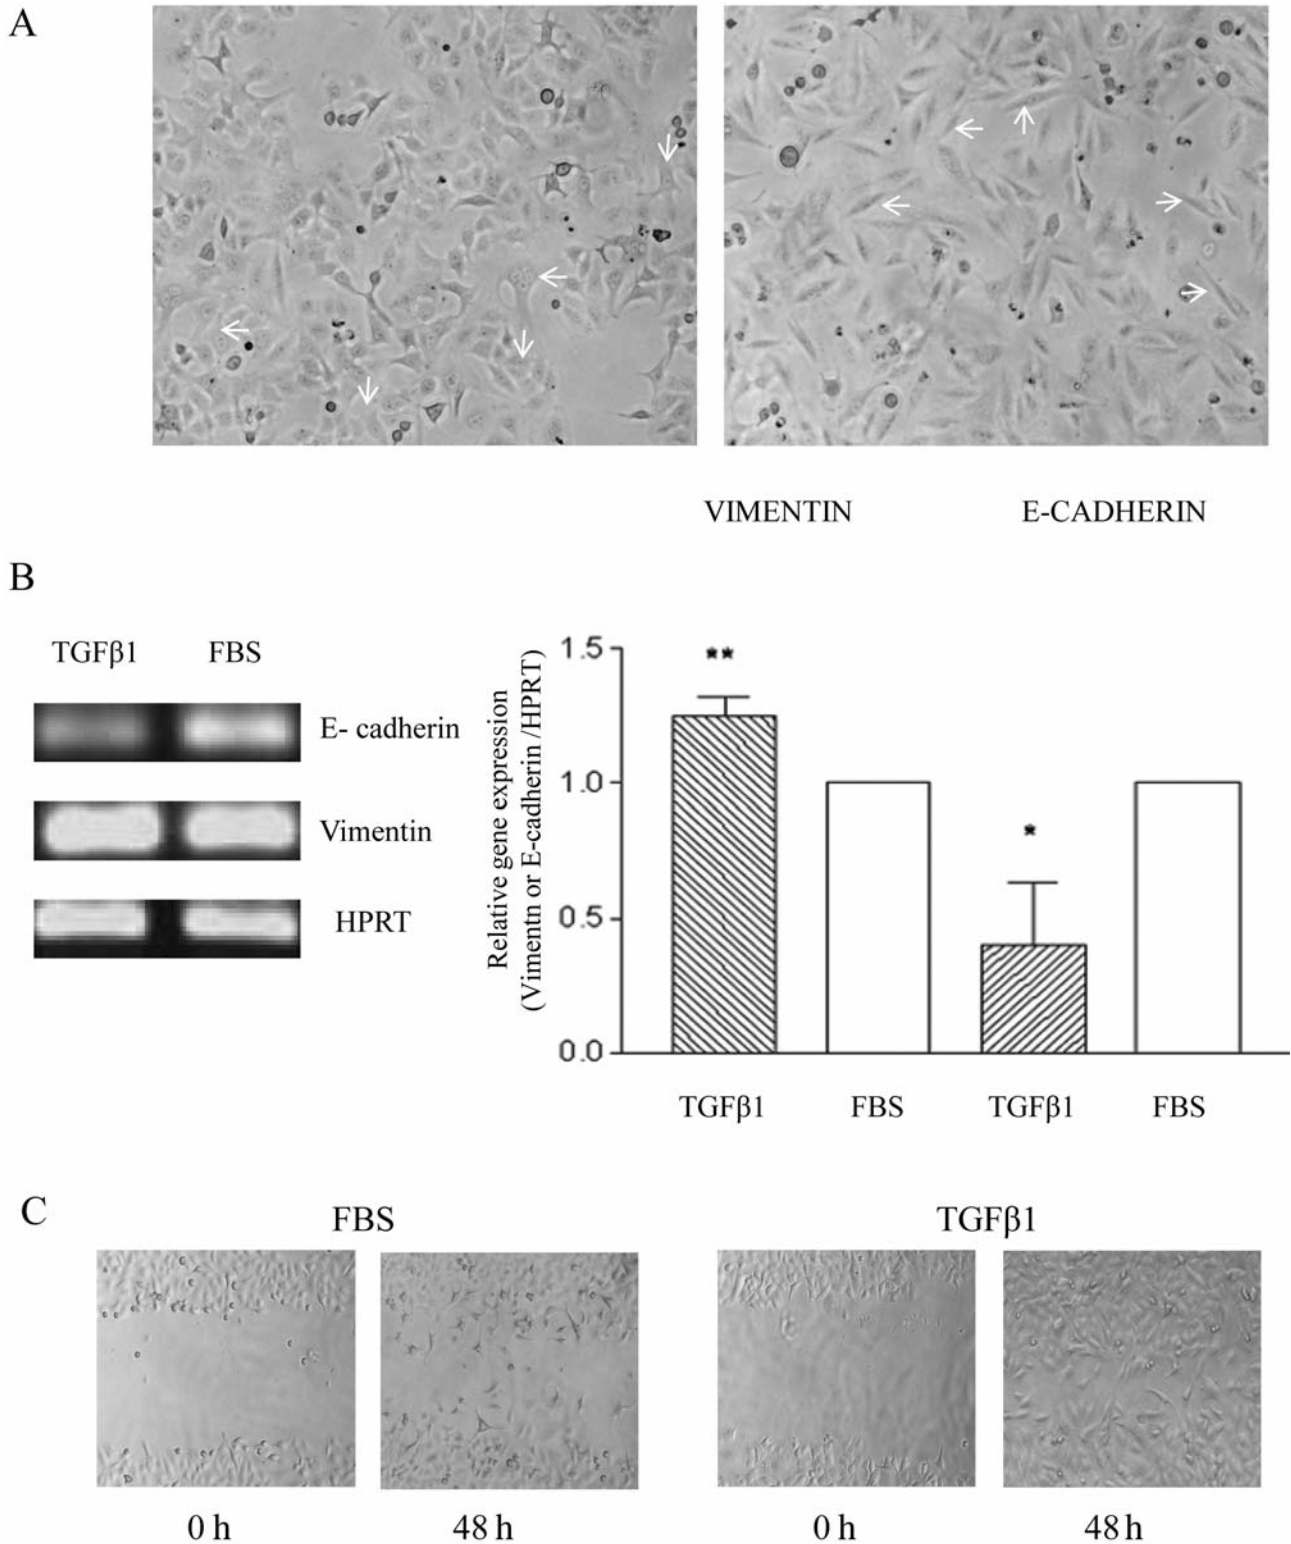 A
VIMENTIN E-CADHERIN
B
TGFβ1 FBS
E- cadherin
Vimentin
HPRT
Relative gene expression
(Vimentn or E-cadherin /HPRT)
1.5
1.0
0.5
0.0
**
*
TGFβ1 FBS TGFβ1 FBS
C
FBS TGFβ1
0 h 48 h 0 h 48 h